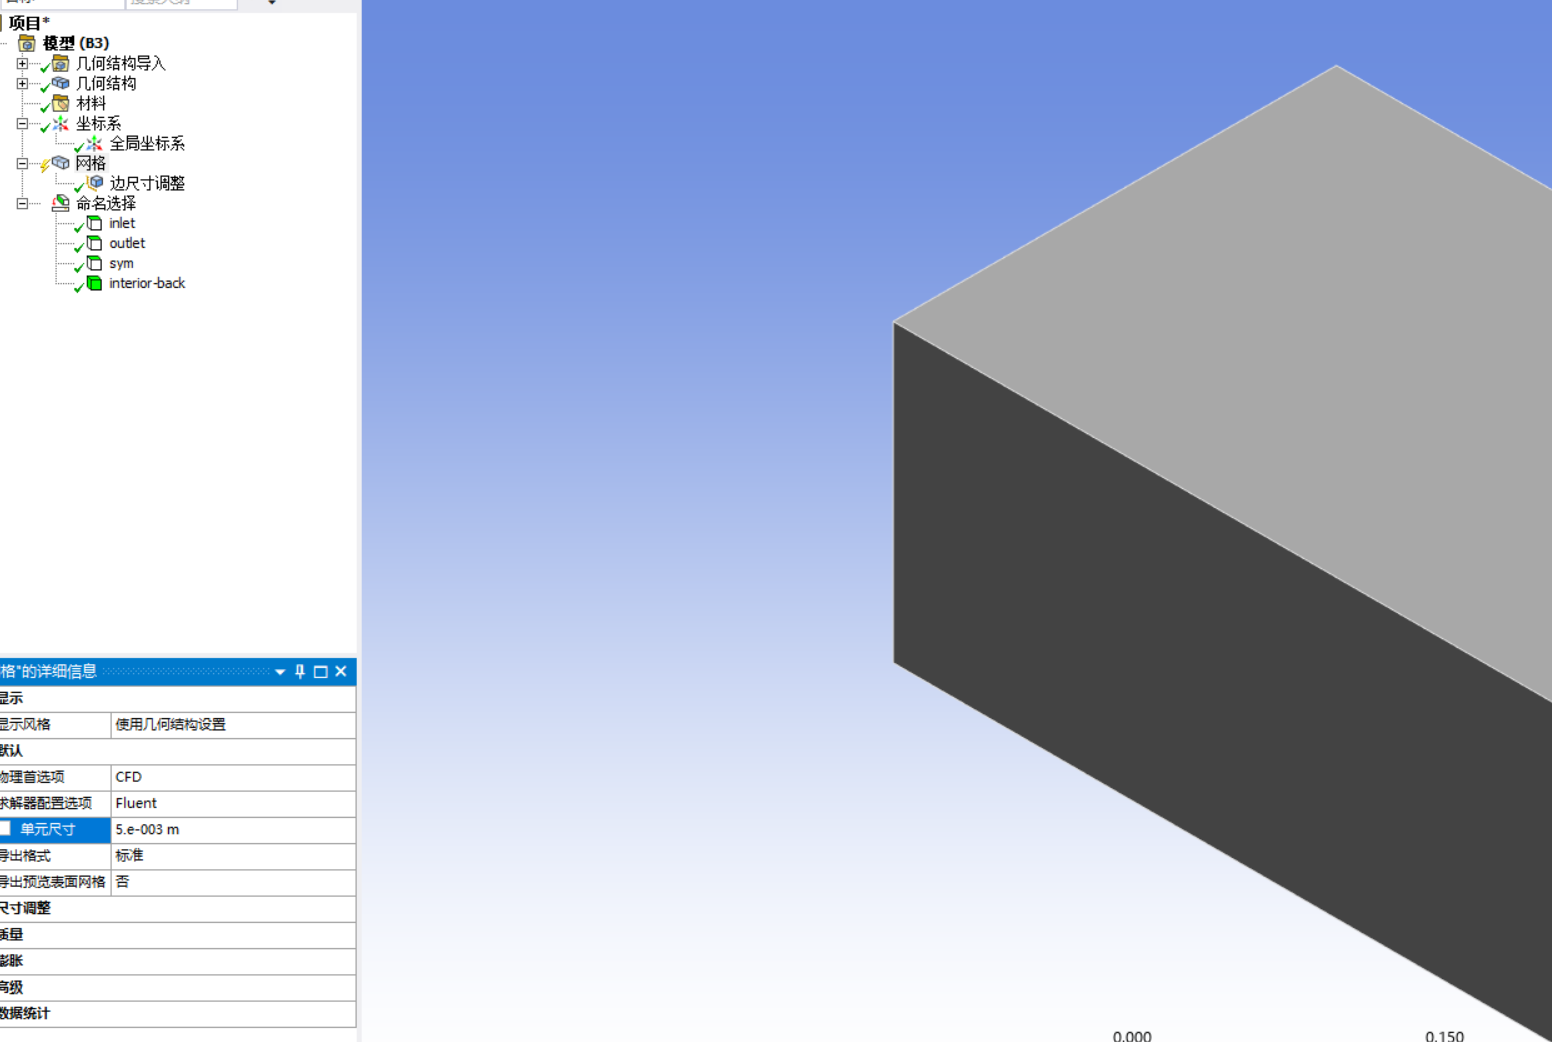 项目*
模型 (B3)
几何结构导入
几何结构
材料
坐标系
全局坐标系
网格
边尺寸调整
命名选择
inlet
outlet
sym
interior-back
格"的详细信息
显示
显示风格 使用几何结构设置
默认
物理首选项 CFD
求解器配置选项 Fluent
单元尺寸 5.e-003 m
导出格式 标准
导出预览表面网格 否
尺寸调整
质量
膨胀
高级
数据统计
0.000 0.150